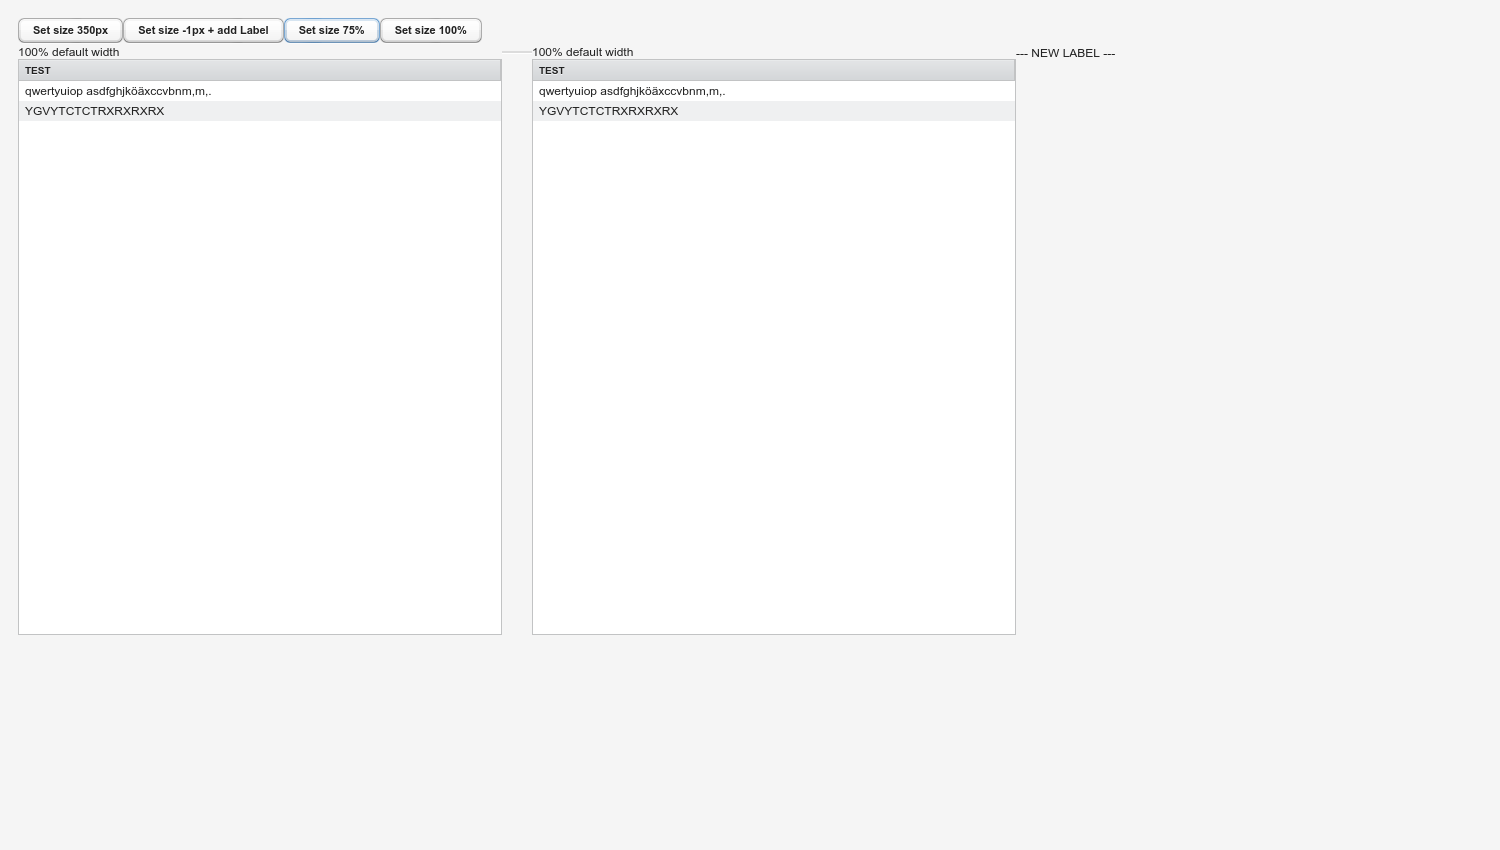 Set size 350px Set size -1px + add Label Set size 75% Set size 100%
100% default width
TEST
qwertyuiop asdfghjköäxccvbnm,m,.
YGVYTCTCTRXRXRXRX
100% default width
TEST
qwertyuiop asdfghjköäxccvbnm,m,.
YGVYTCTCTRXRXRXRX
--- NEW LABEL ---